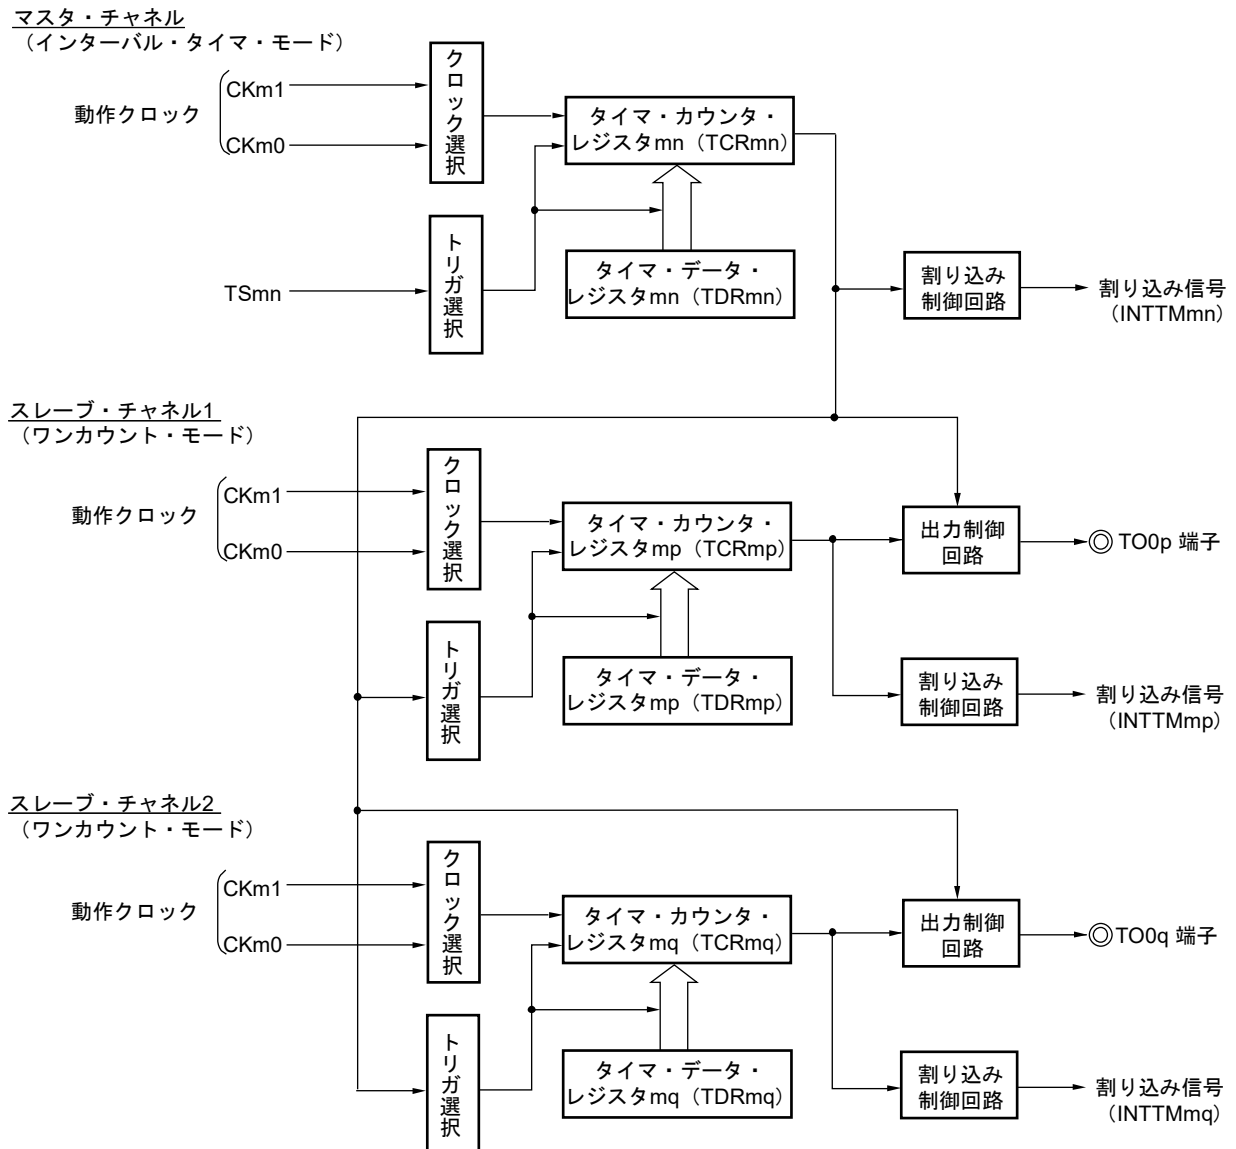 マスタ・チャネル
（インターバル・タイマ・モード）
動作クロック
CKm1
CKm0
クロック選択
タイマ・カウンタ・
レジスタmn（TCRmn）
TSmn
トリガ選択
タイマ・データ・
レジスタmn（TDRmn）
割り込み
制御回路
割り込み信号
（INTTMmn）
スレーブ・チャネル1
（ワンカウント・モード）
動作クロック
CKm1
CKm0
クロック選択
タイマ・カウンタ・
レジスタmp（TCRmp）
出力制御
回路
TO0p 端子
トリガ選択
タイマ・データ・
レジスタmp（TDRmp）
割り込み
制御回路
割り込み信号
（INTTMmp）
スレーブ・チャネル2
（ワンカウント・モード）
動作クロック
CKm1
CKm0
クロック選択
タイマ・カウンタ・
レジスタmq（TCRmq）
出力制御
回路
TO0q 端子
トリガ選択
タイマ・データ・
レジスタmq（TDRmq）
割り込み
制御回路
割り込み信号
（INTTMmq）